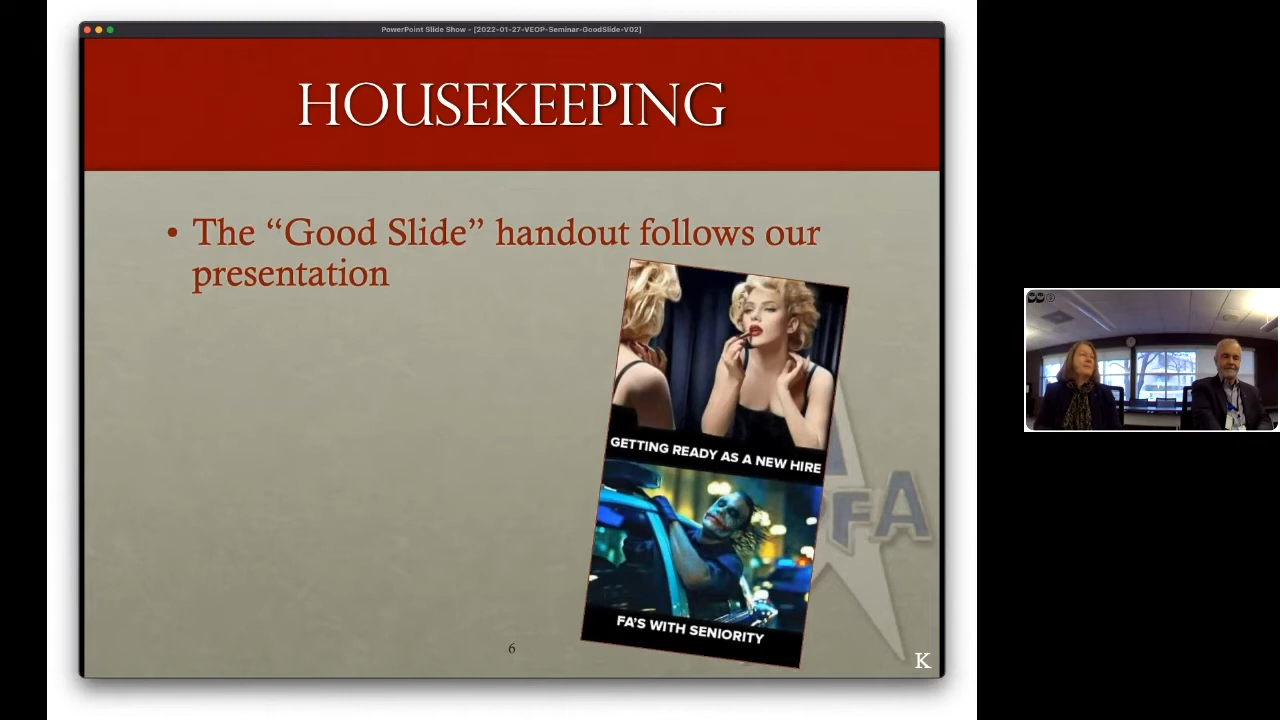 PowerPoint Slide Show - [2022-01-27-VEOP-Seminar-GoodSlide-V02]
HOUSEKEEPING
• The “Good Slide” handout follows our
presentation
GETTING READY AS A NEW HIRE
FA'S WITH SENIORITY
FA
6
K